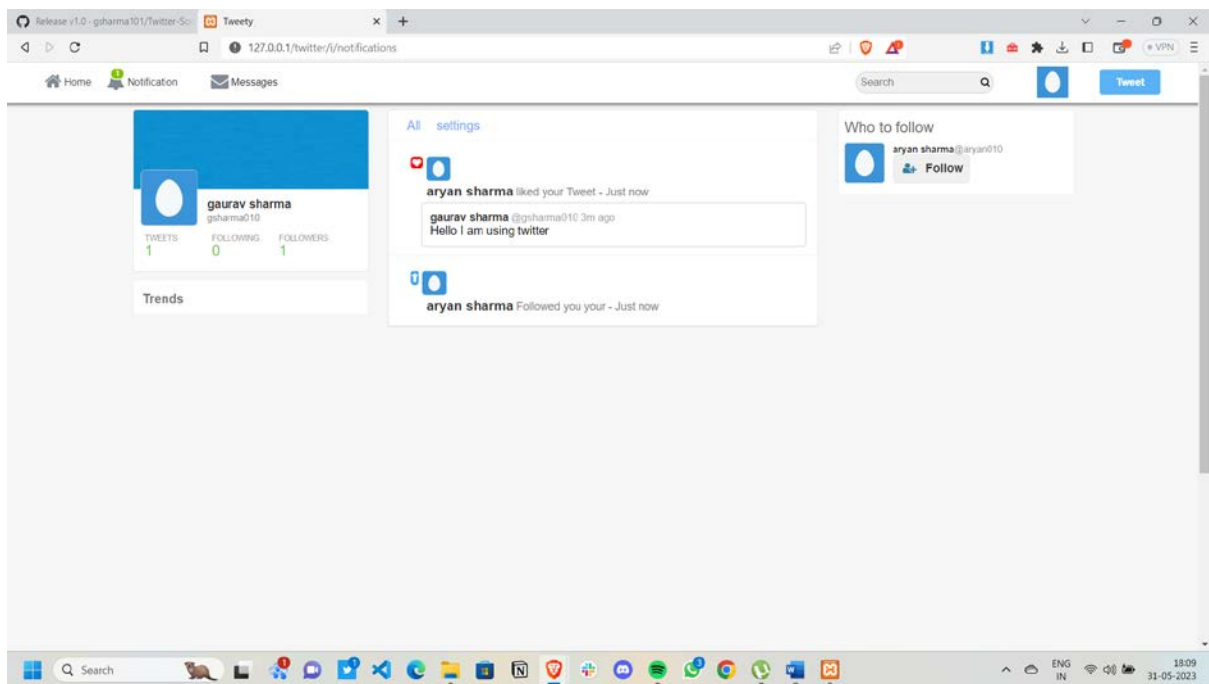 Release v1.0 · gsharma101/Twitter-So
Tweety
127.0.0.1/twitter/i/notifications
VPN
Home
1
Notification
Messages
Search
Tweet
gaurav sharma
gsharma010
TWEETS FOLLOWING FOLLOWERS
1 0 1
Trends
All settings
aryan sharma liked your Tweet - Just now
gaurav sharma @gsharma010 3m ago
Hello I am using twitter
aryan sharma Followed you your - Just now
Who to follow
aryan sharma@aryan010
Follow
Search
ENG
IN
18:09
31-05-2023